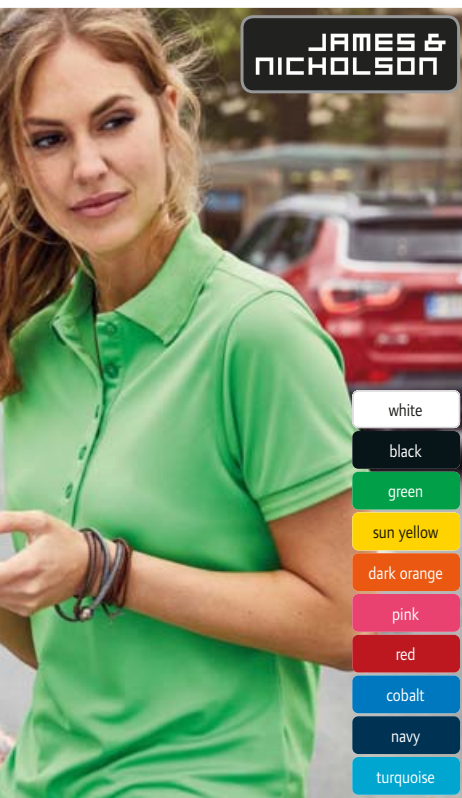 JAMES &
NICHOLSON
white
black
green
sun yellow
dark orange
pink
red
cobalt
navy
turquoise